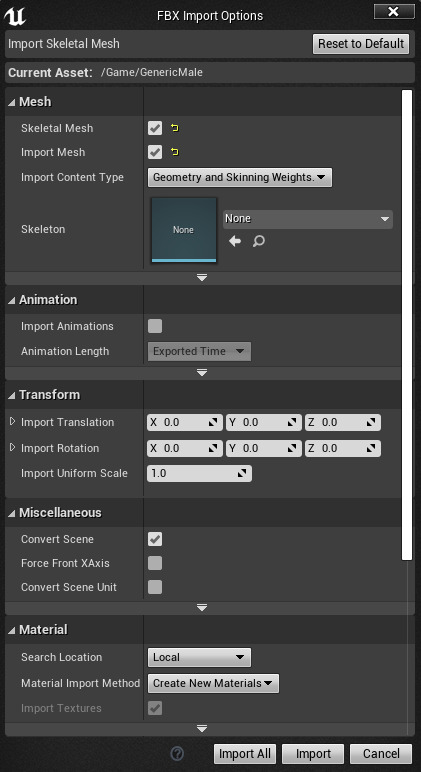 FBX Import Options
Import Skeletal Mesh
Reset to Default
Current Asset: /Game/GenericMale
Mesh
Skeletal Mesh
Import Mesh
Import Content Type Geometry and Skinning Weights.
Skeleton None None
Animation
Import Animations
Animation Length Exported Time
Transform
Import Translation X 0.0 Y 0.0 Z 0.0
Import Rotation X 0.0 Y 0.0 Z 0.0
Import Uniform Scale 1.0
Miscellaneous
Convert Scene
Force Front XAxis
Convert Scene Unit
Material
Search Location Local
Material Import Method Create New Materials
Import Textures
? Import All Import Cancel